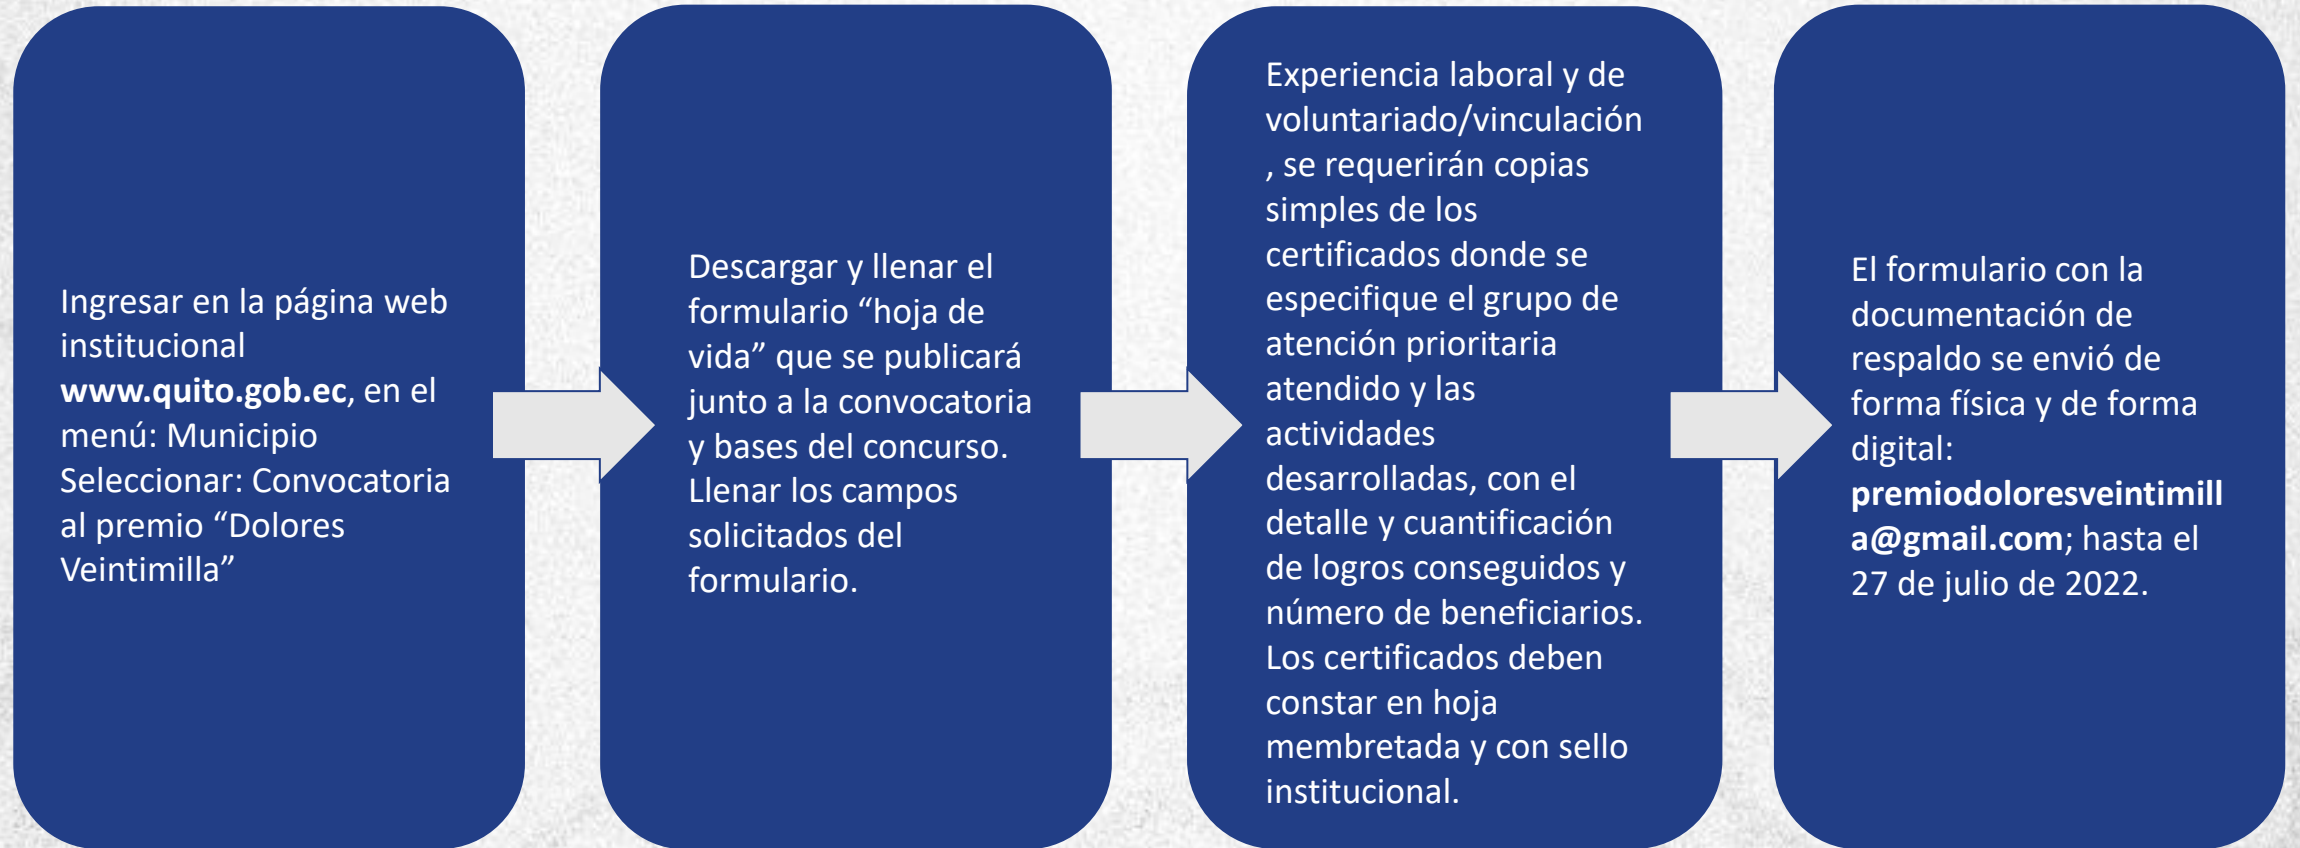 Ingresar en la página web
institucional
www.quito.gob.ec, en el
menú: Municipio
Seleccionar: Convocatoria
al premio “Dolores
Veintimilla”
Descargar y llenar el
formulario “hoja de
vida” que se publicará
junto a la convocatoria
y bases del concurso.
Llenar los campos
solicitados del
formulario.
Experiencia laboral y de
voluntariado/vinculación
, se requerirán copias
simples de los
certificados donde se
especifique el grupo de
atención prioritaria
atendido y las
actividades
desarrolladas, con el
detalle y cuantificación
de logros conseguidos y
número de beneficiarios.
Los certificados deben
constar en hoja
membretada y con sello
institucional.
El formulario con la
documentación de
respaldo se envió de
forma física y de forma
digital:
premiodoloresveintimill
a@gmail.com; hasta el
27 de julio de 2022.